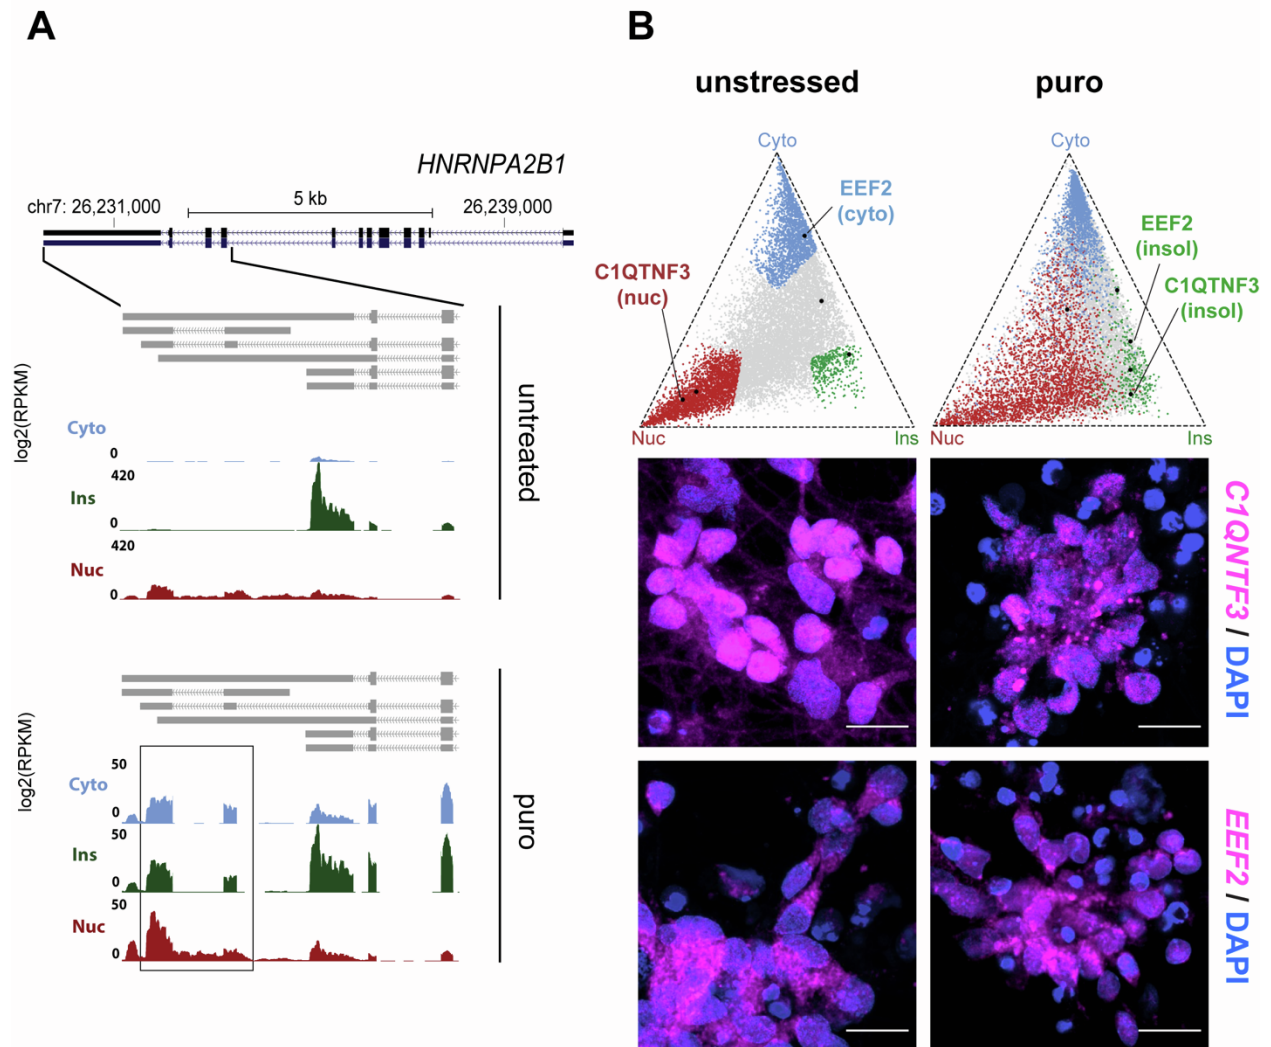 A
HNRNPA2B1
chr7: 26,231,000
5 kb
26,239,000
log2(RPKM)
untreated
Cyto
0
420
Ins
0
420
Nuc
0
log2(RPKM)
puro
50
Cyto
0
50
Ins
0
50
Nuc
0
B
unstressed
puro
Cyto
EEF2
(cyto)
C1QTNF3
(nuc)
Nuc
Ins
Cyto
EEF2
(insol)
C1QTNF3
(insol)
Nuc
Ins
C1QNTF3 / DAPI
EEF2 / DAPI